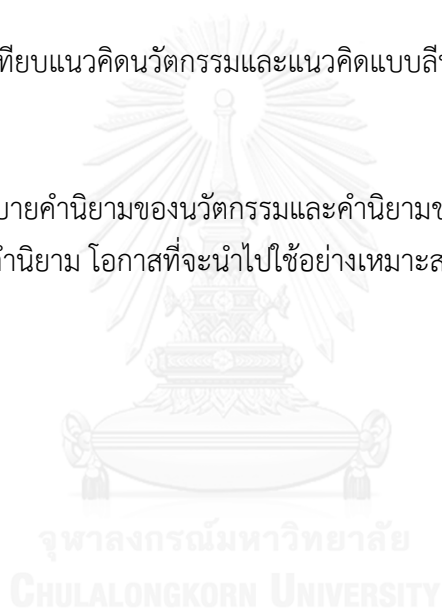 ทียบแนวคิดนวัตกรรมและแนวคิดแบบลี
บายคำนิยามของนวัตกรรมและคำนิยามข
คำนิยาม โอกาสที่จะนำไปใช้อย่างเหมาะส
จุฬาลงกรณ์มหาวิทยาลัย
CHULALONGKORN UNIVERSITY